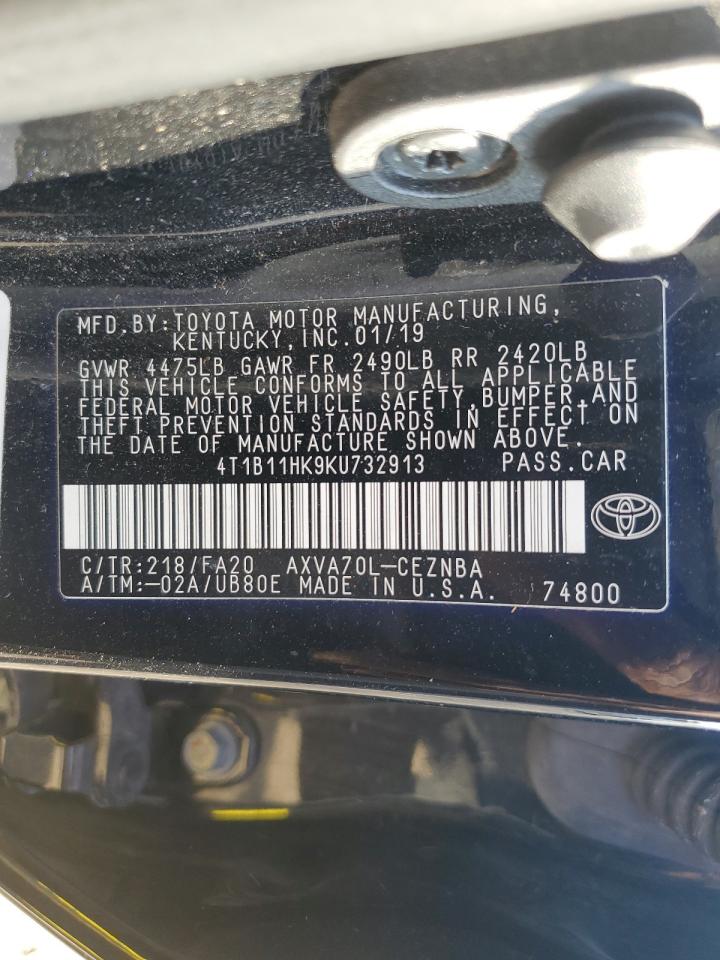 MFD.BY:TOYOTA MOTOR MANUFACTURING,
KENTUCKY,INC.01/19
GVWR 4475LB GAWR FR 2490LB RR 2420LB
THIS VEHICLE CONFORMS TO ALL APPLICABLE
FEDERAL MOTOR VEHICLE SAFETY,BUMPER,AND
THEFT PREVENTION STANDARDS IN EFFECT ON
THE DATE OF MANUFACTURE SHOWN ABOVE.
4T1B11HK9KU732913 PASS.CAR
C/TR:218/FA20 AXVA70L-CEZNBA
A/TM:-02A/UB80E MADE IN U.S.A. 74800